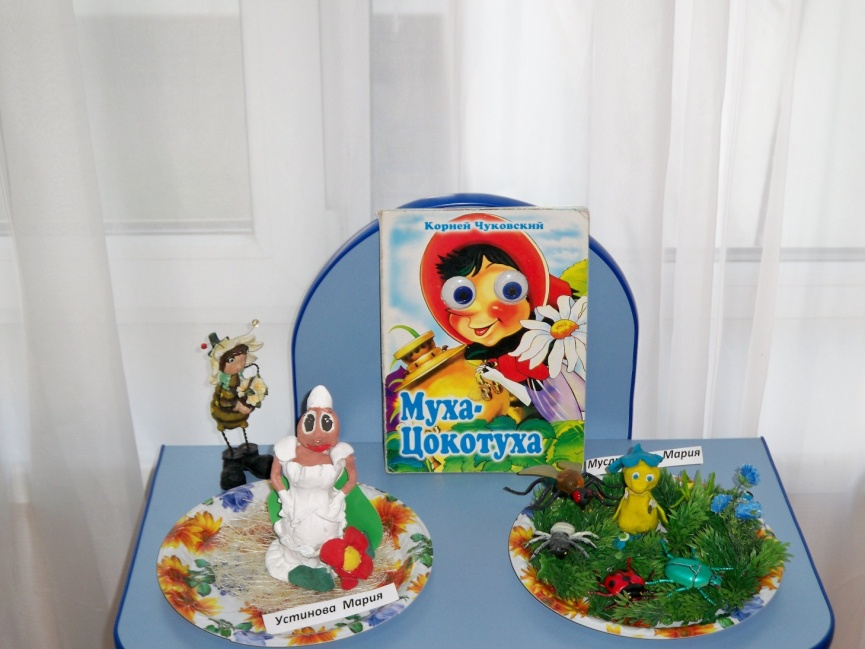 Корней Чуковский
Муха-
Цокотуха
Мария
Устинова Мария